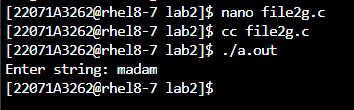 [22071A3262@rhel8-7 lab2]$ nano file2g.c
[22071A3262@rhel8-7 lab2]$ cc file2g.c
[22071A3262@rhel8-7 lab2]$ ./a.out
Enter string: madam
[22071A3262@rhel8-7 lab2]$